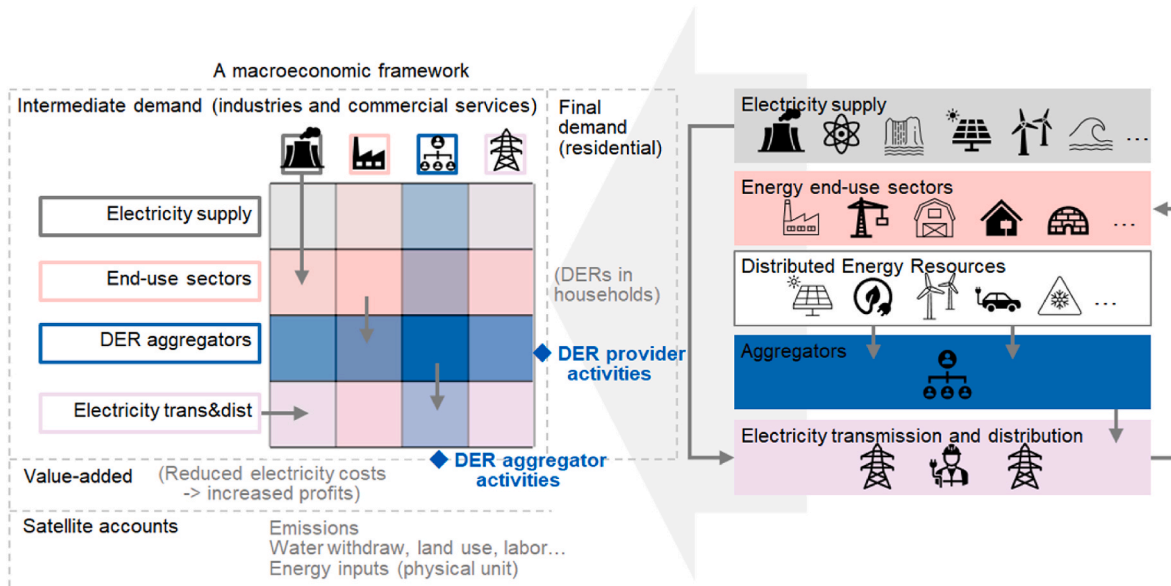 A macroeconomic framework
Intermediate demand (industries and commercial services)
Final
demand
(residential)
Electricity supply
End-use sectors
DER aggregators
Electricity trans&dist
(DERs in
households)
DER provider
activities
DER aggregator
activities
Value-added
(Reduced electricity costs
-> increased profits)
Satellite accounts
Emissions
Water withdraw, land use, labor…
Energy inputs (physical unit)
Electricity supply
...
Energy end-use sectors
...
Distributed Energy Resources
...
Aggregators
Electricity transmission and distribution